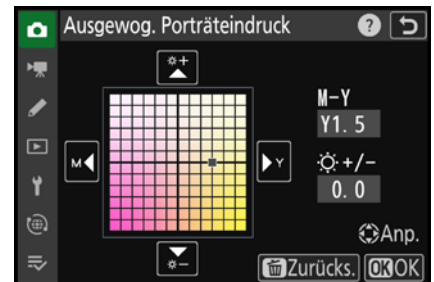 Ausgewog. Porträteindruck ?
+
M–Y
Y1. 5
M Y
+/–
0. 0
Anp.
–
Zurücks. OK OK